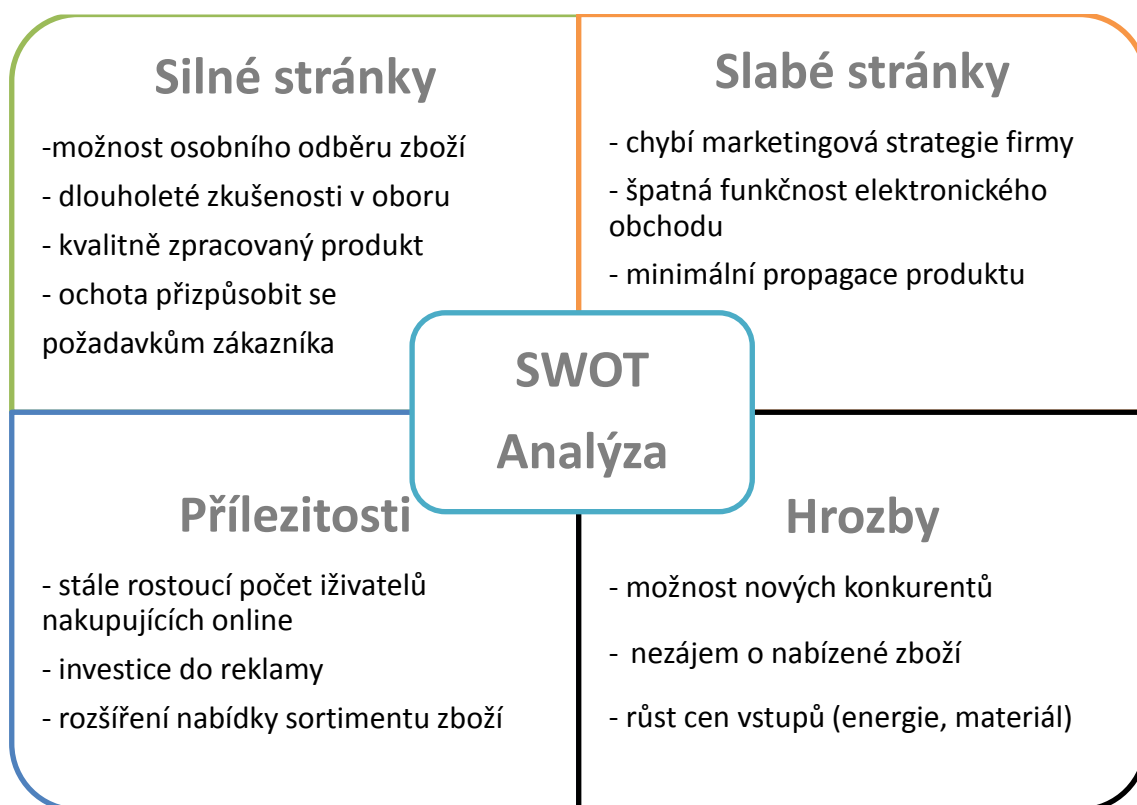 Silné stránky
-možnost osobního odběru zboží
- dlouholeté zkušenosti v oboru
- kvalitně zpracovaný produkt
- ochota přizpůsobit se
požadavkům zákazníka
Slabé stránky
- chybí marketingová strategie firmy
- špatná funkčnost elektronického
obchodu
- minimální propagace produktu
SWOT
Analýza
Přílezitosti
- stále rostoucí počet iživatelů
nakupujících online
- investice do reklamy
- rozšíření nabídky sortimentu zboží
Hrozby
- možnost nových konkurentů
- nezájem o nabízené zboží
- růst cen vstupů (energie, materiál)